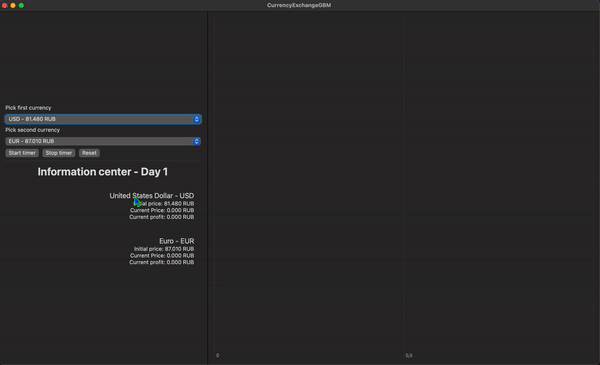 CurrencyExchangeGBM
Pick first currency
USD - 81.480 RUB
Pick second currency
EUR - 87.010 RUB
Start timer
Stop timer
Reset
Information center - Day 1
United States Dollar - USD
price: 81.480 RUB
Current Price: 0.000 RUB
Current profit: 0.000 RUB
Euro - EUR
Initial price: 87.010 RUB
Current Price: 0.000 RUB
Current profit: 0.000 RUB
0
0,9